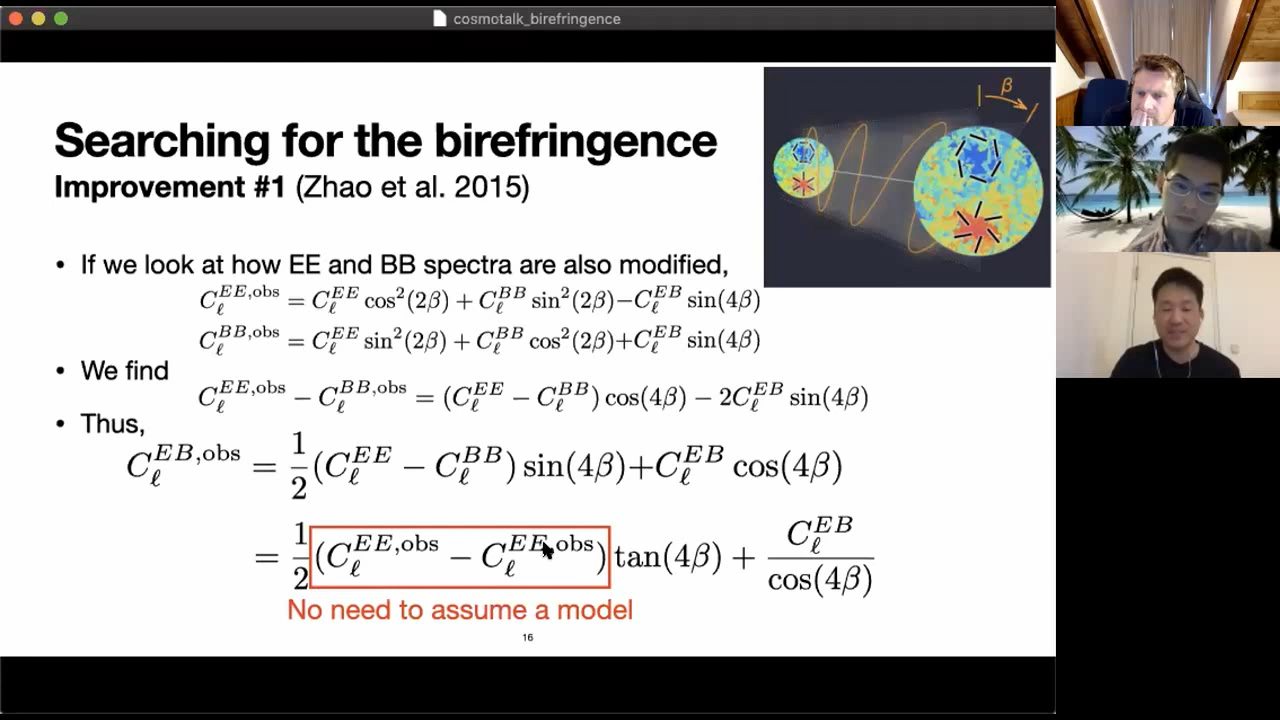 cosmotalk_birefringence
β
Searching for the birefringence
Improvement #1 (Zhao et al. 2015)
• If we look at how EE and BB spectra are also modified,
C_ℓ^{EE,obs} = C_ℓ^{EE} cos²(2β) + C_ℓ^{BB} sin²(2β)−C_ℓ^{EB} sin(4β)
C_ℓ^{BB,obs} = C_ℓ^{EE} sin²(2β) + C_ℓ^{BB} cos²(2β)+C_ℓ^{EB} sin(4β)
• We find
C_ℓ^{EE,obs} − C_ℓ^{BB,obs} = (C_ℓ^{EE} − C_ℓ^{BB}) cos(4β) − 2C_ℓ^{EB} sin(4β)
• Thus,
C_ℓ^{EB,obs} = 1/2 (C_ℓ^{EE} − C_ℓ^{BB}) sin(4β)+C_ℓ^{EB} cos(4β)
= 1/2 (C_ℓ^{EE,obs} − C_ℓ^{EE,obs}) tan(4β) + C_ℓ^{EB}/cos(4β)
No need to assume a model
16